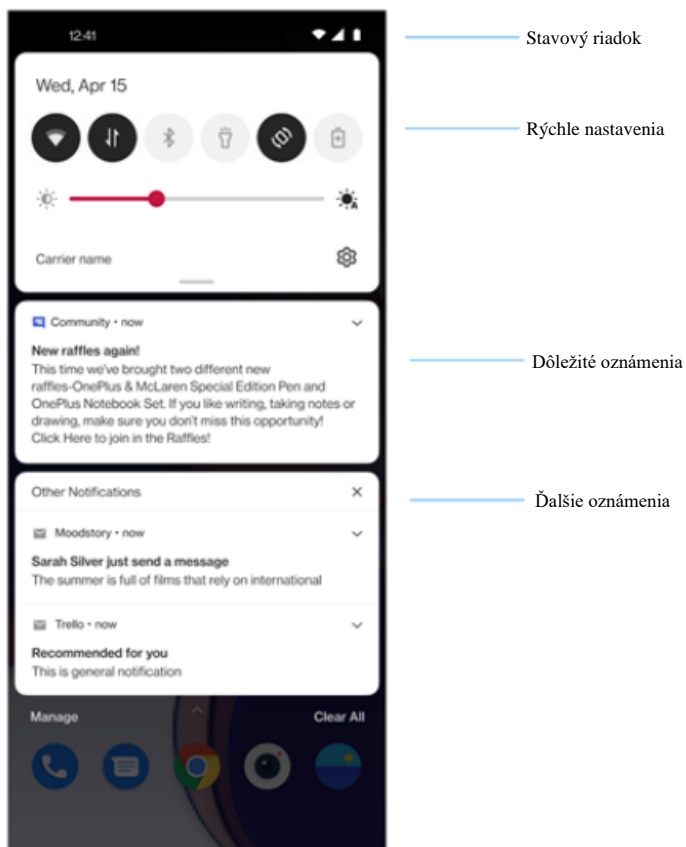 12:41
Stavový riadok
Wed, Apr 15
Rýchle nastavenia
Carrier name
Community • now
New raffles again!
This time we've brought two different new
raffles-OnePlus & McLaren Special Edition Pen and
OnePlus Notebook Set. If you like writing, taking notes or
drawing, make sure you don't miss this opportunity!
Click Here to join in the Raffles!
Dôležité oznámenia
Other Notifications
Ďalšie oznámenia
Moodstory • now
Sarah Silver just send a message
The summer is full of films that rely on international
Trello • now
Recommended for you
This is general notification
Manage
Clear All